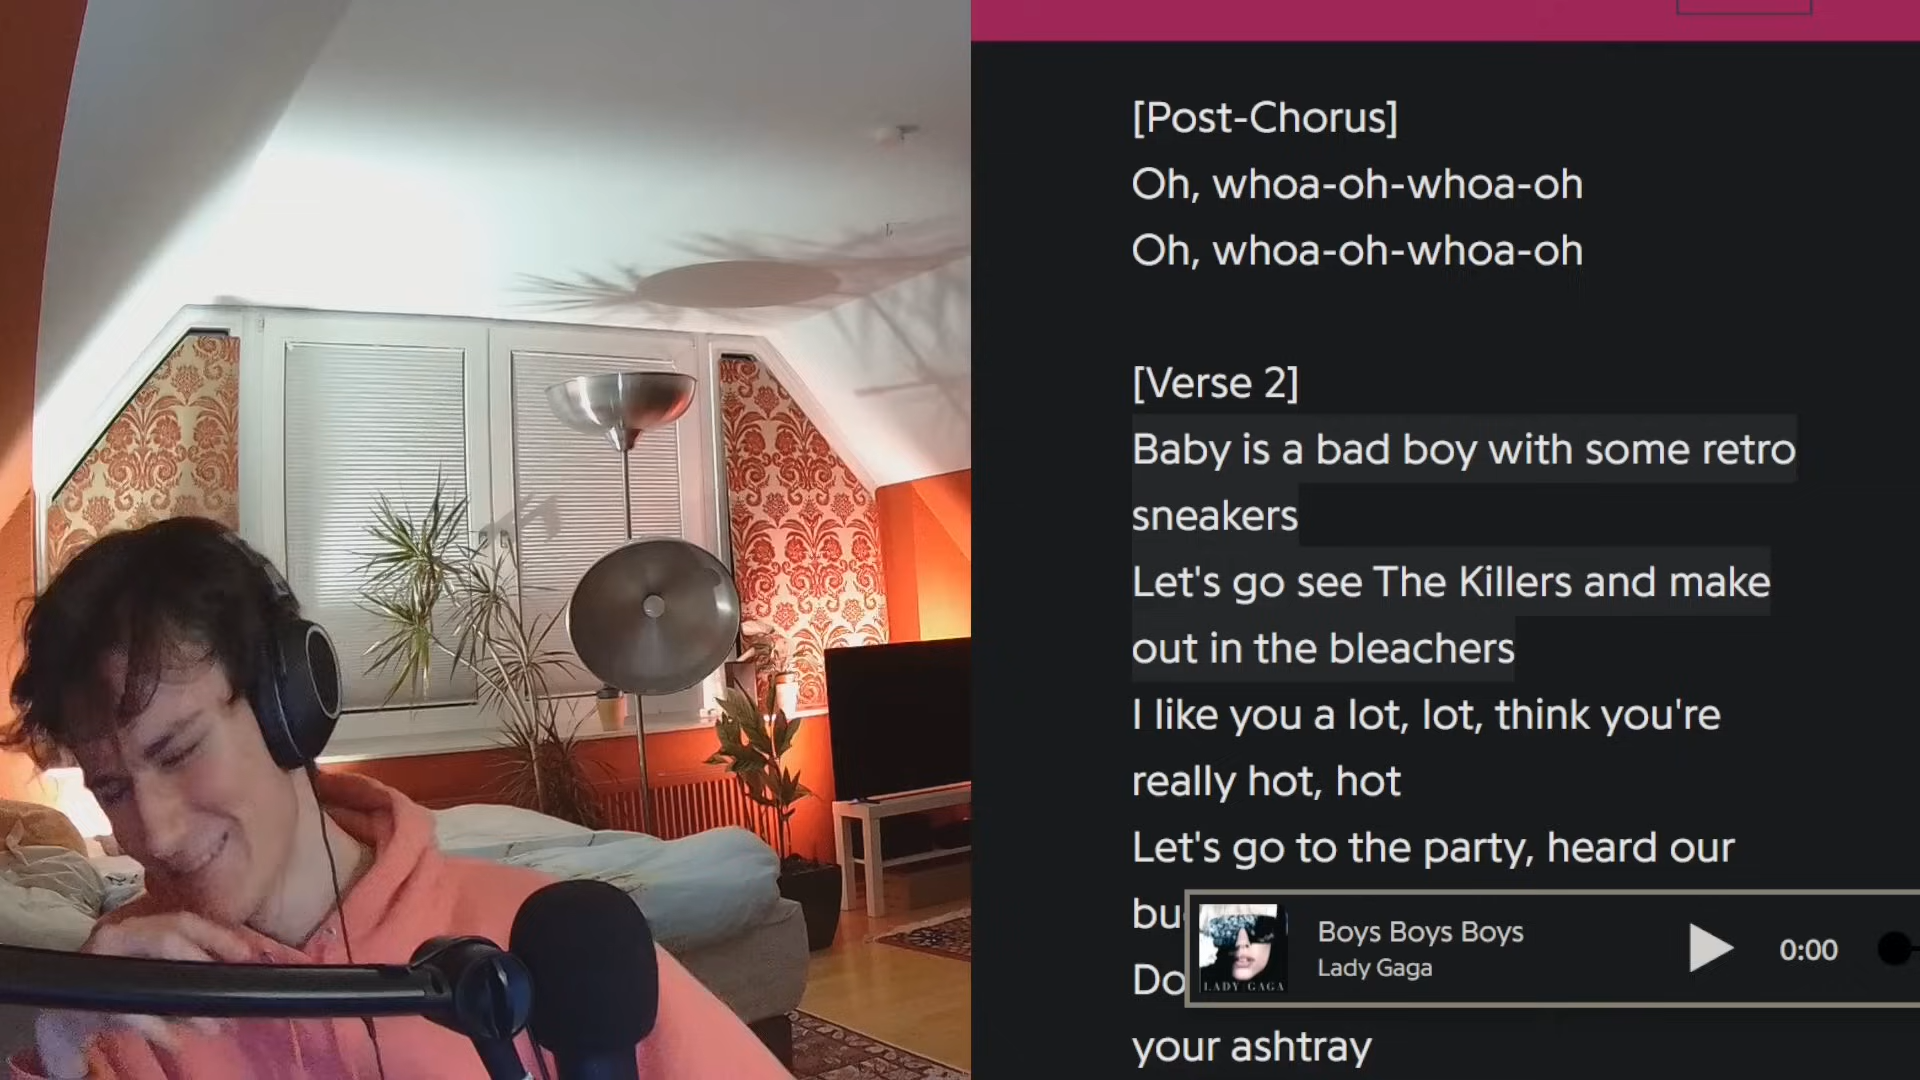 [Post-Chorus]
Oh, whoa-oh-whoa-oh
Oh, whoa-oh-whoa-oh
[Verse 2]
Baby is a bad boy with some retro
sneakers
Let's go see The Killers and make
out in the bleachers
I like you a lot, lot, think you're
really hot, hot
Let's go to the party, heard our
bu
Do
your ashtray
Boys Boys Boys
Lady Gaga
0:00
LADY GAGA